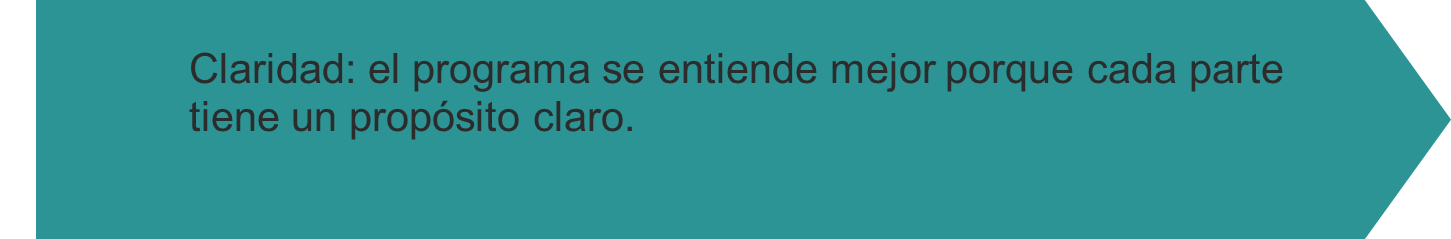 Claridad: el programa se entiende mejor porque cada parte
tiene un propósito claro.